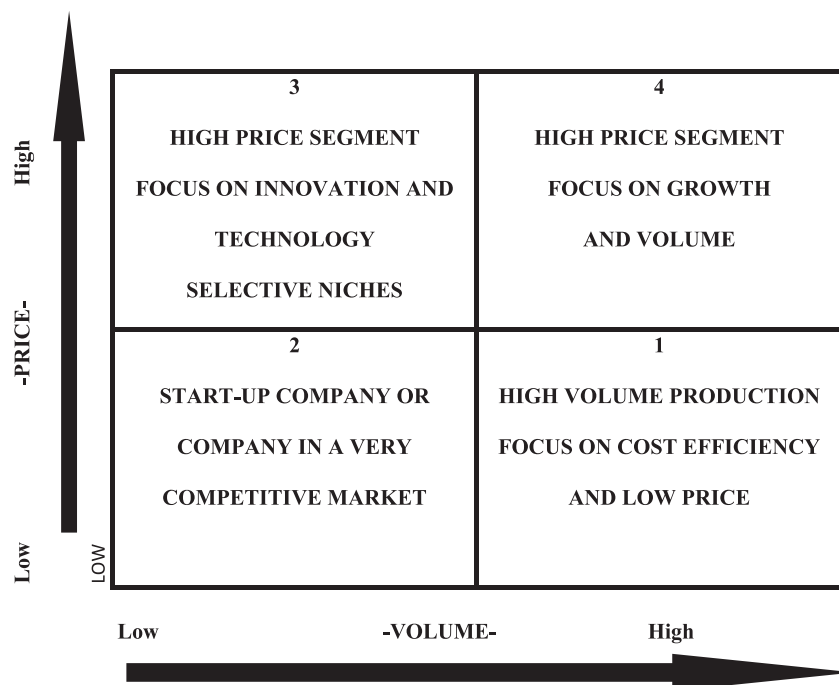 High
-PRICE-
Low
LOW
3
HIGH PRICE SEGMENT
FOCUS ON INNOVATION AND
TECHNOLOGY
SELECTIVE NICHES
4
HIGH PRICE SEGMENT
FOCUS ON GROWTH
AND VOLUME
2
START-UP COMPANY OR
COMPANY IN A VERY
COMPETITIVE MARKET
1
HIGH VOLUME PRODUCTION
FOCUS ON COST EFFICIENCY
AND LOW PRICE
Low -VOLUME- High